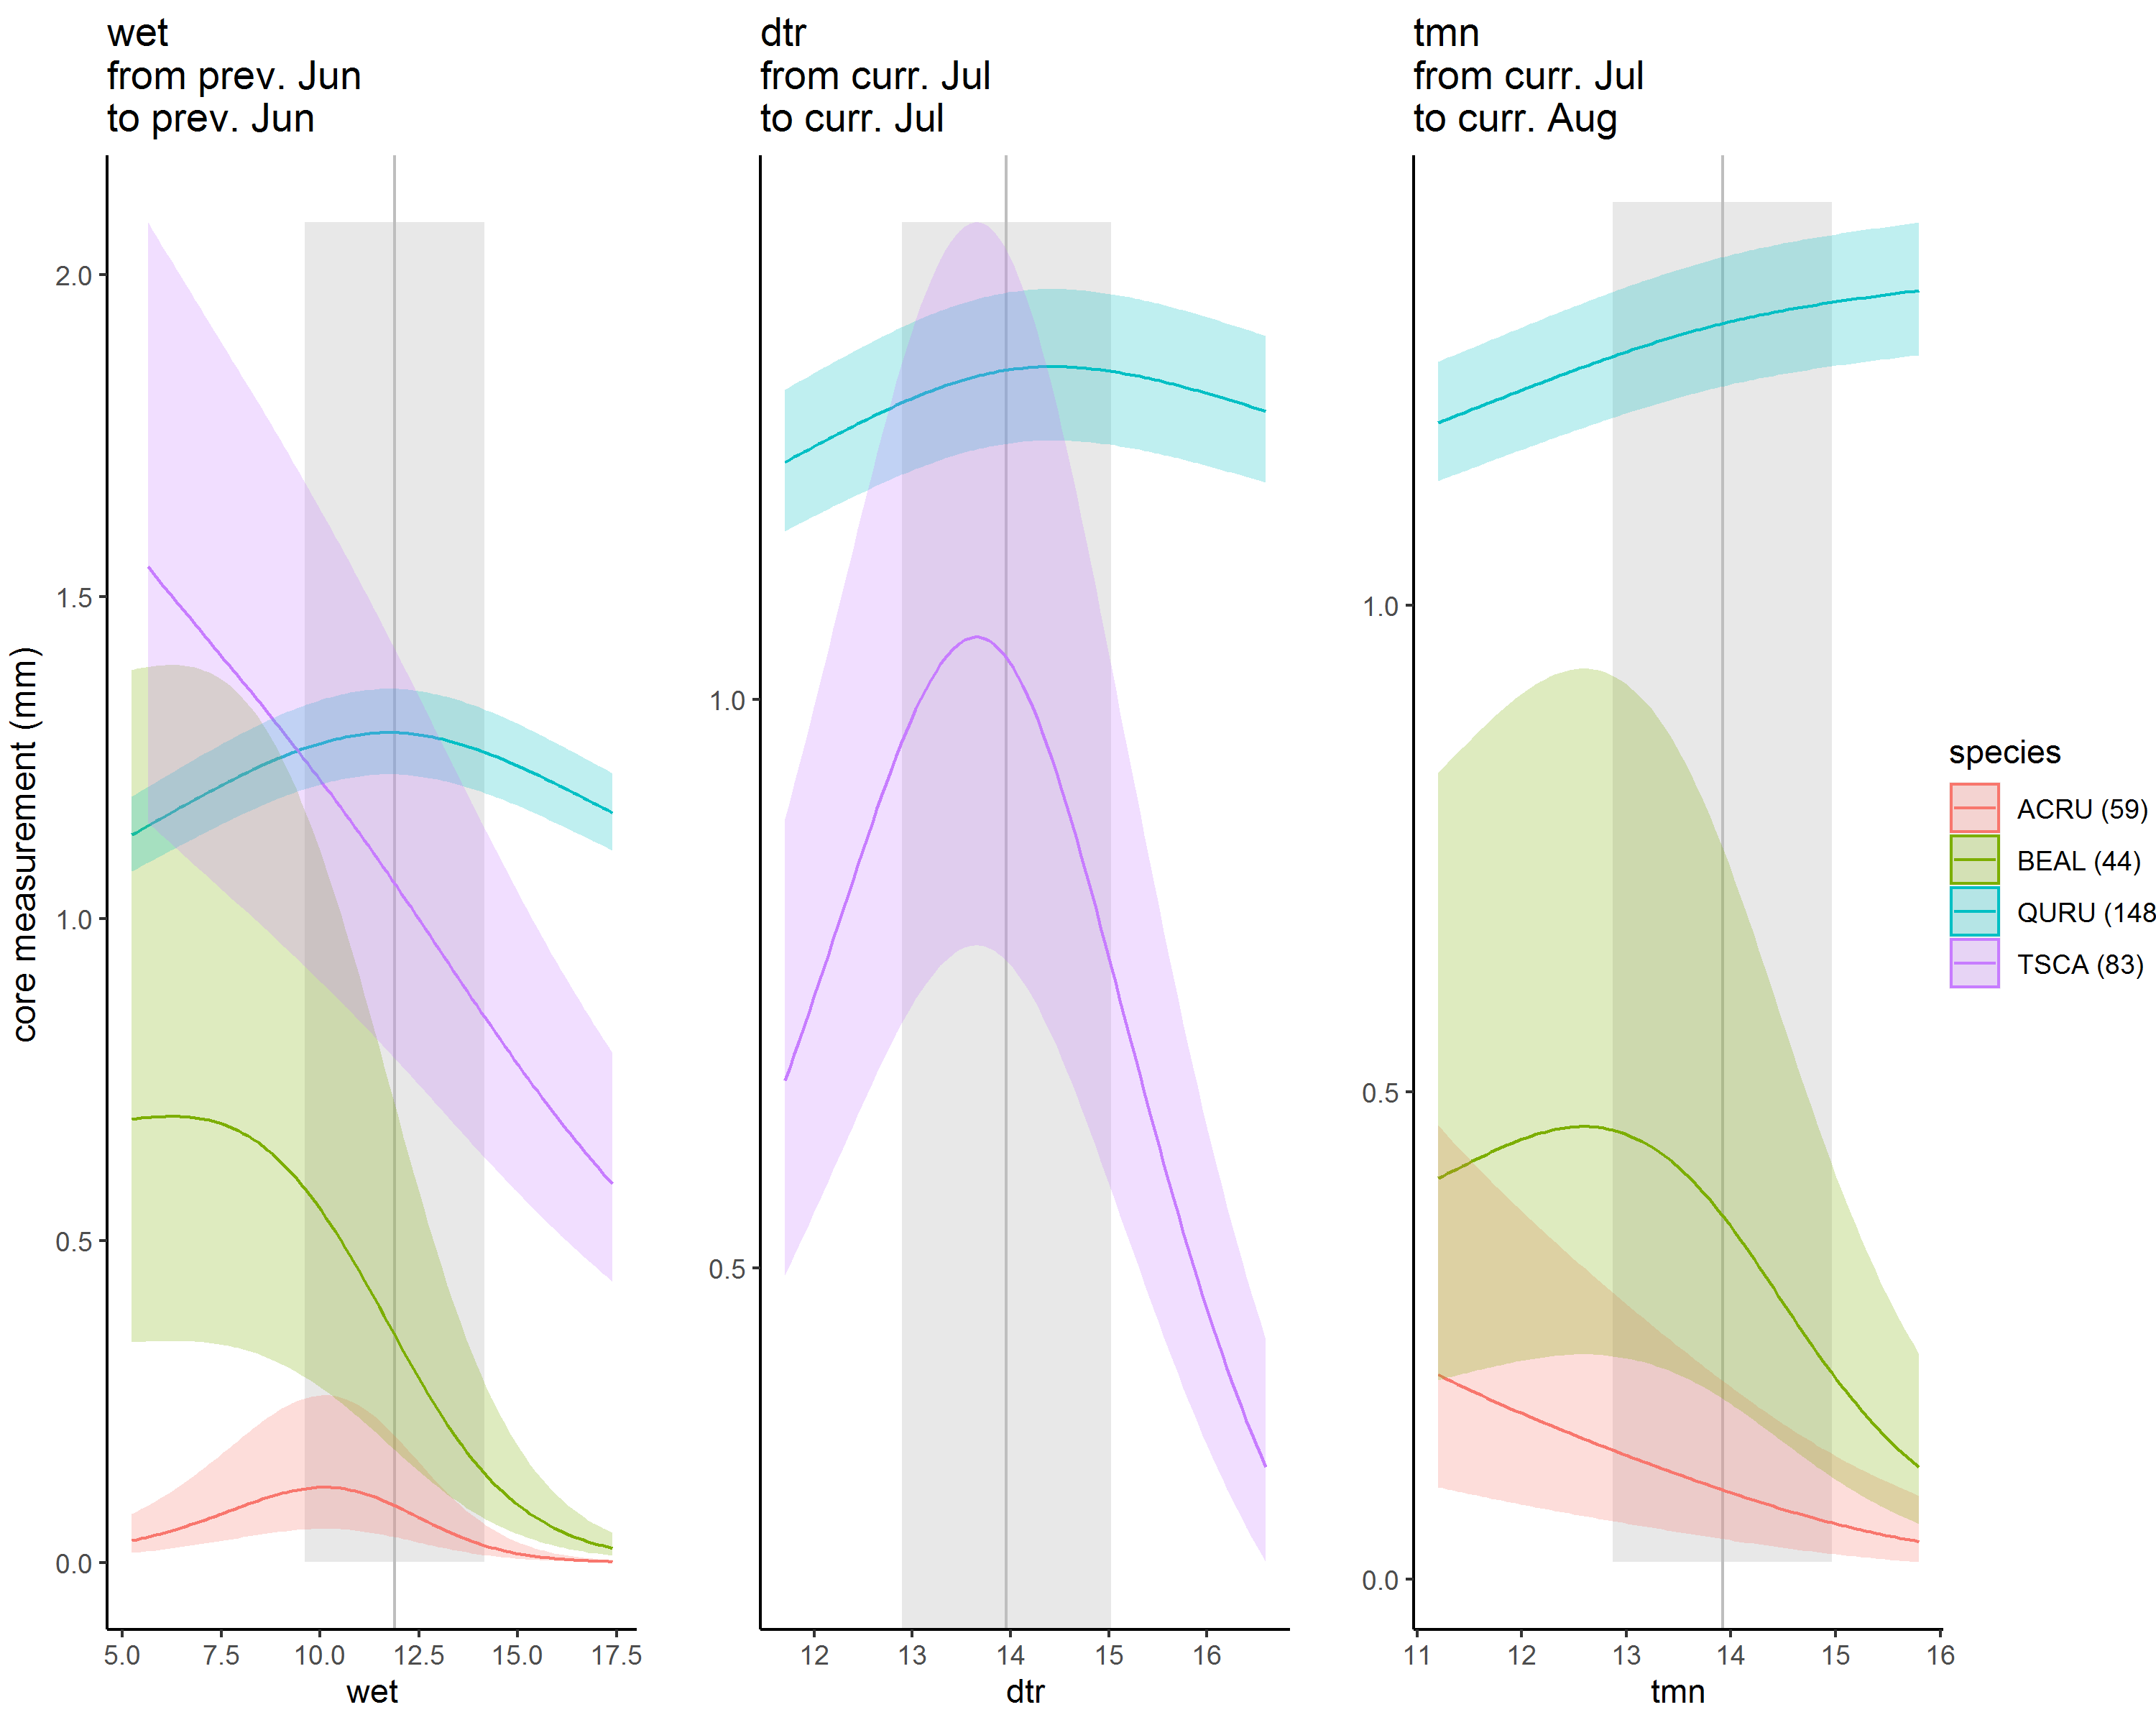 wet
from prev. Jun
to prev. Jun
dtr
from curr. Jul
to curr. Jul
tmn
from curr. Jul
to curr. Aug
core measurement (mm)
2.0
1.5
1.0
0.5
0.0
5.0 7.5 10.0 12.5 15.0 17.5
wet
1.0
0.5
12 13 14 15 16
dtr
1.0
0.5
0.0
11 12 13 14 15 16
tmn
species
ACRU (59)
BEAL (44)
QURU (148
TSCA (83)